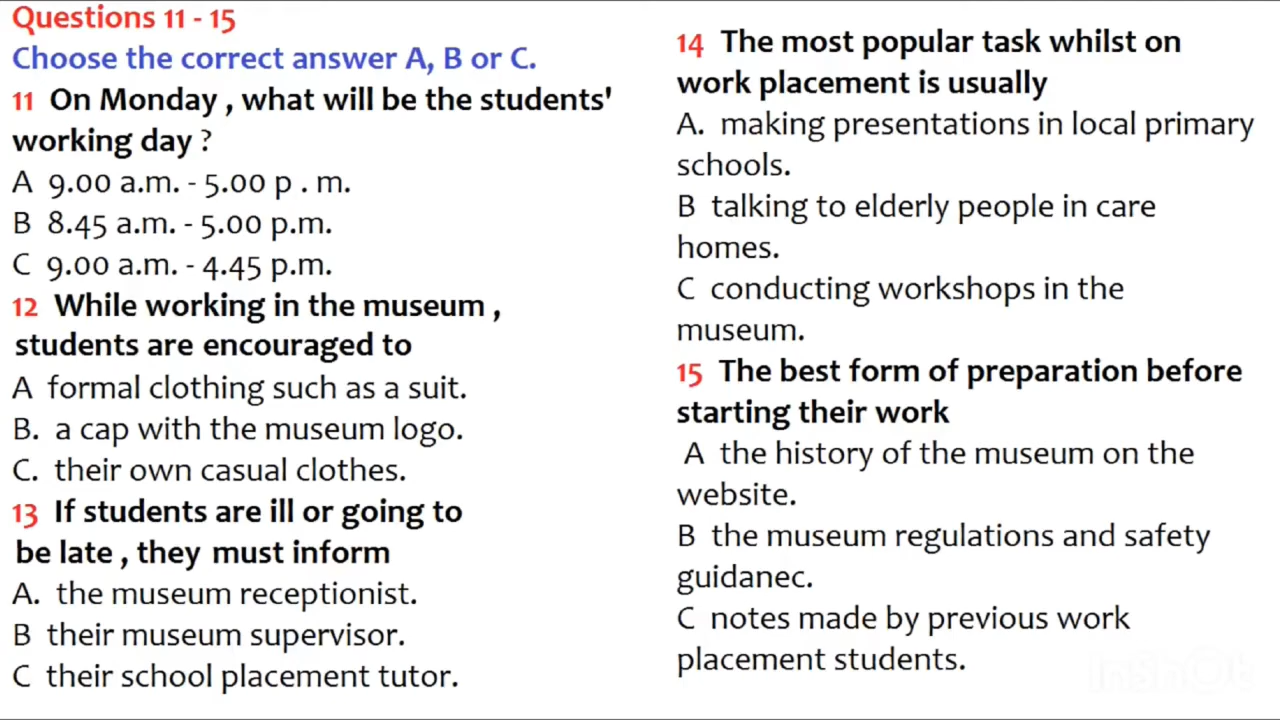 Questions 11 - 15
Choose the correct answer A, B or C.
11 On Monday , what will be the students'
working day ?
A 9.00 a.m. - 5.00 p . m.
B 8.45 a.m. - 5.00 p.m.
C 9.00 a.m. - 4.45 p.m.
12 While working in the museum ,
students are encouraged to
A formal clothing such as a suit.
B. a cap with the museum logo.
C. their own casual clothes.
13 If students are ill or going to
be late , they must inform
A. the museum receptionist.
B their museum supervisor.
C their school placement tutor.
14 The most popular task whilst on
work placement is usually
A. making presentations in local primary
schools.
B talking to elderly people in care
homes.
C conducting workshops in the
museum.
15 The best form of preparation before
starting their work
A the history of the museum on the
website.
B the museum regulations and safety
guidanec.
C notes made by previous work
placement students.
InShOt